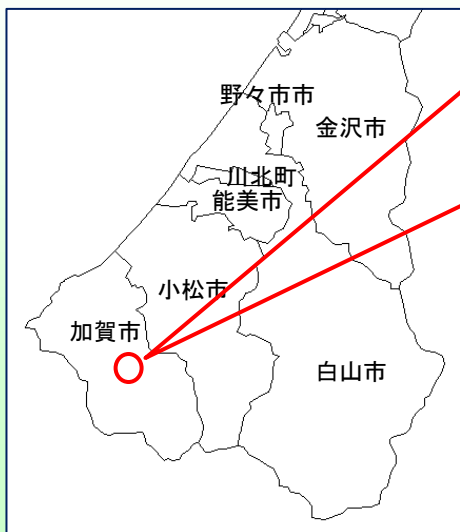 野々市市
金沢市
川北町
能美市
小松市
加賀市
白山市